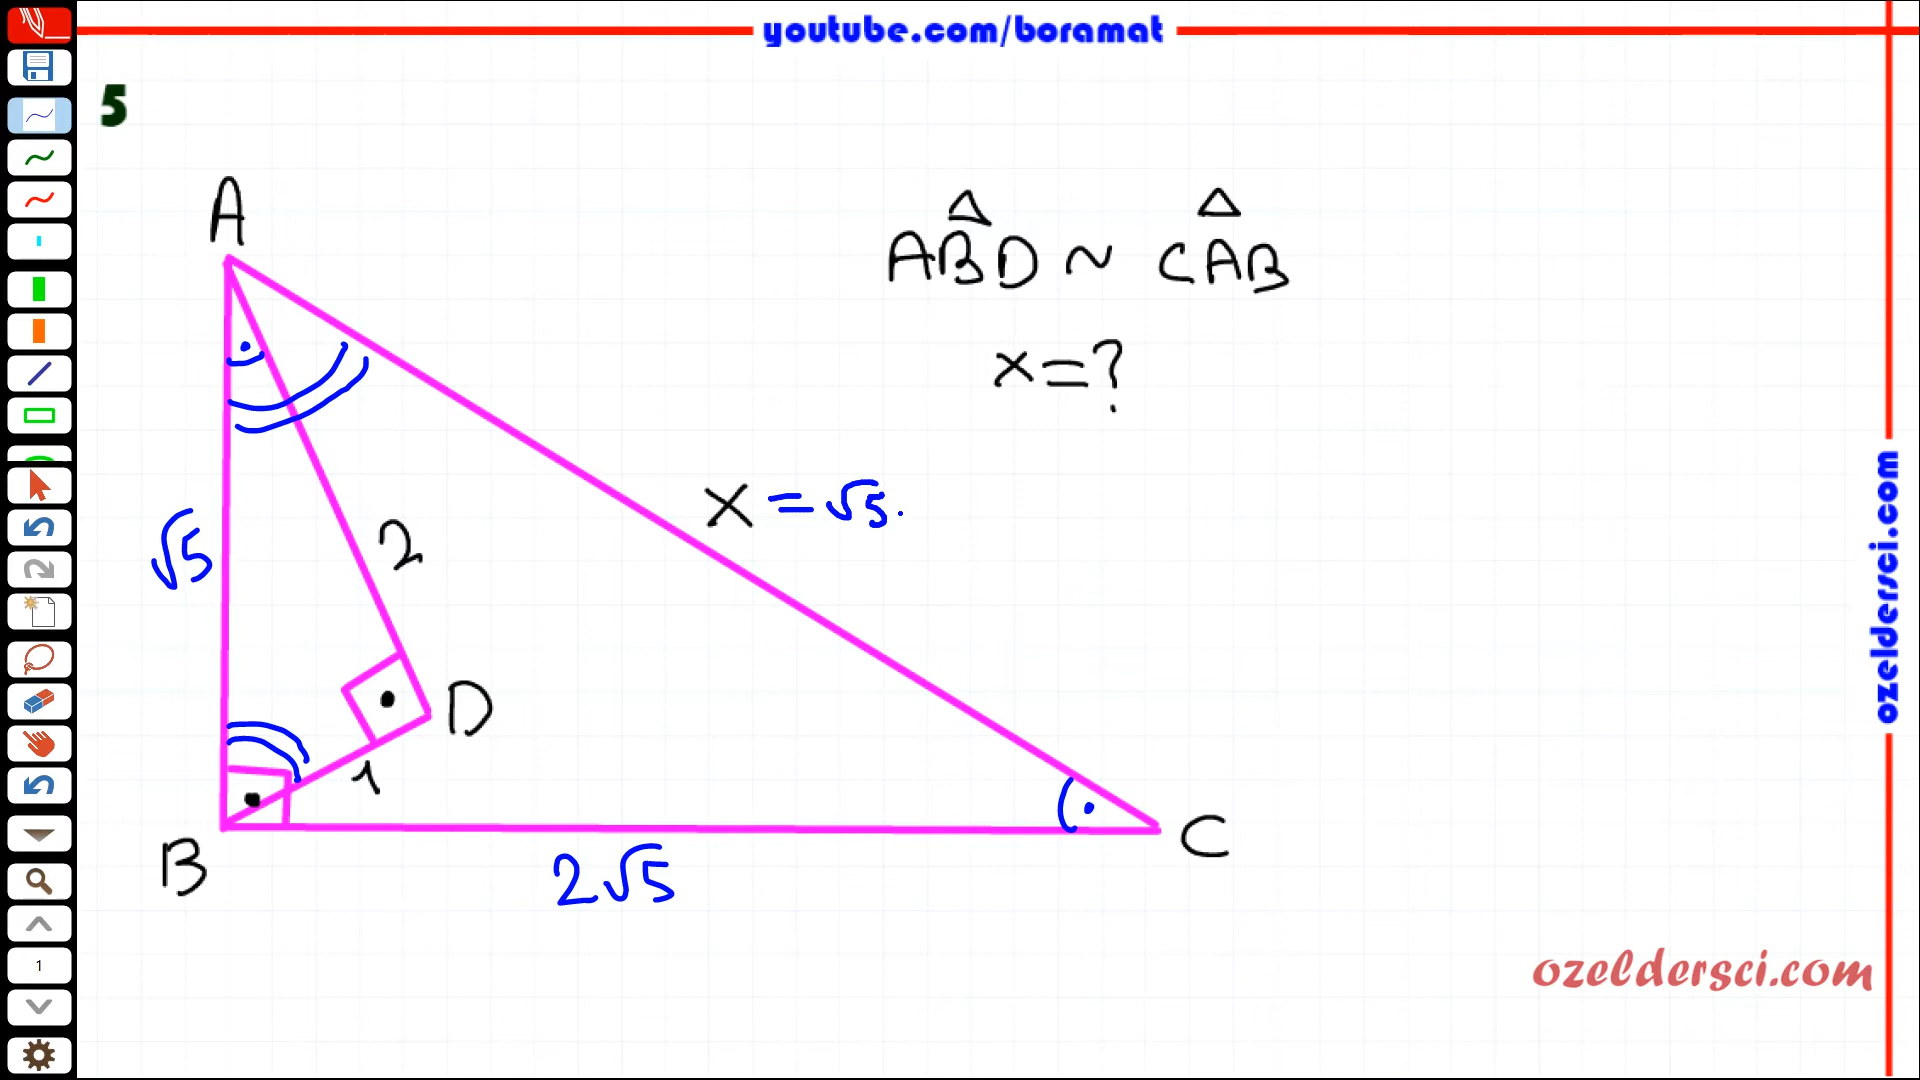 youtube.com/boramat
5
A
ABD ~ CAB
x=?
x = √5.
√5
2
D
1
B
C
2√5
ozeldersci.com
ozeldersci.com
1